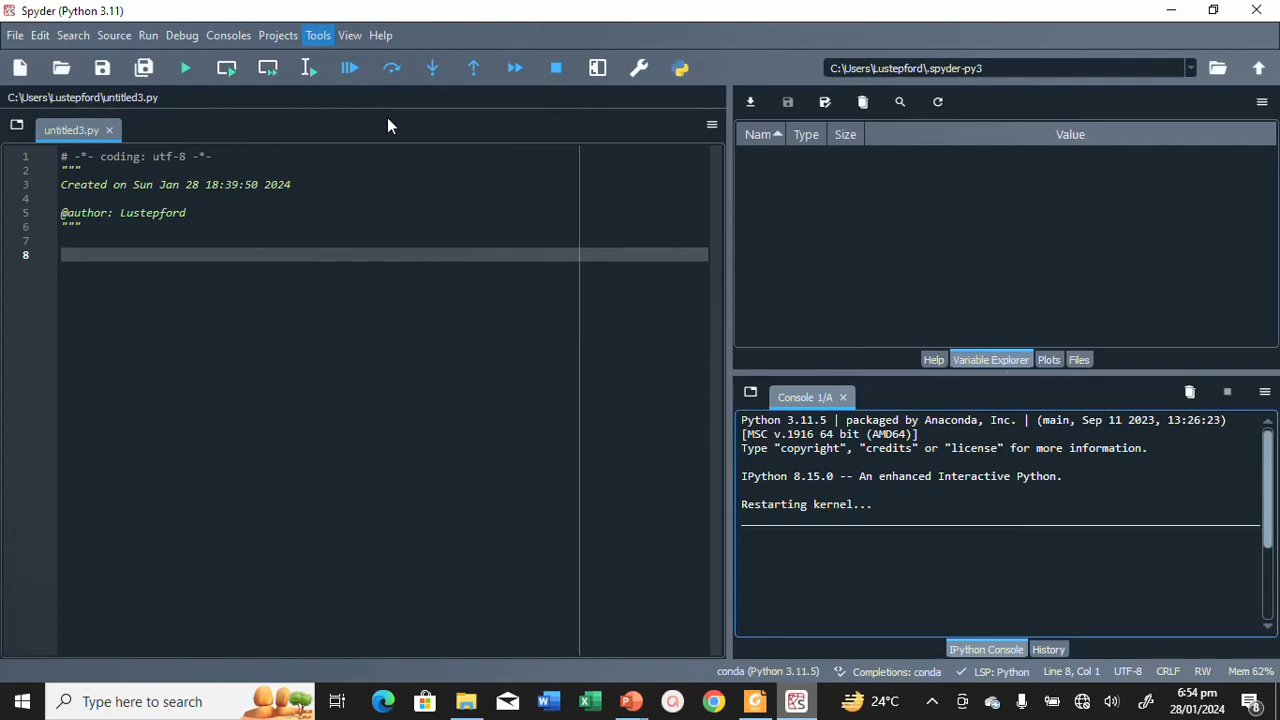 Spyder (Python 3.11)
File Edit Search Source Run Debug Consoles Projects Tools View Help
C:\Users\Lustepford\.spyder-py3
C:\Users\Lustepford\untitled3.py
untitled3.py
1 # -*- coding: utf-8 -*-
2 """
3 Created on Sun Jan 28 18:39:50 2024
4
5 @author: Lustepford
6 """
7
8
Nam Type Size Value
Help Variable Explorer Plots Files
Console 1/A
Python 3.11.5 | packaged by Anaconda, Inc. | (main, Sep 11 2023, 13:26:23)
[MSC v.1916 64 bit (AMD64)]
Type "copyright", "credits" or "license" for more information.
IPython 8.15.0 -- An enhanced Interactive Python.
Restarting kernel...
IPython Console History
conda (Python 3.11.5) Completions: conda LSP: Python Line 8, Col 1 UTF-8 CRLF RW Mem 62%
Type here to search
24°C
6:54 pm
28/01/2024
8